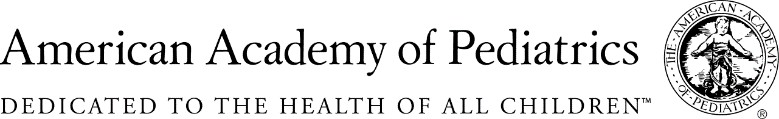 American Academy of Pediatrics
DEDICATED TO THE HEALTH OF ALL CHILDREN™
·THE·AMERICAN·ACADEMY·
OF·PEDIATRICS
®